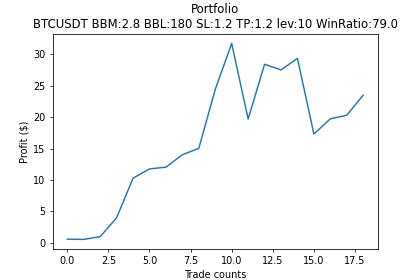 Portfolio
BTCUSDT BBM:2.8 BBL:180 SL:1.2 TP:1.2 lev:10 WinRatio:79.0
Profit ($)
30
25
20
15
10
5
0
0.0 2.5 5.0 7.5 10.0 12.5 15.0 17.5
Trade counts